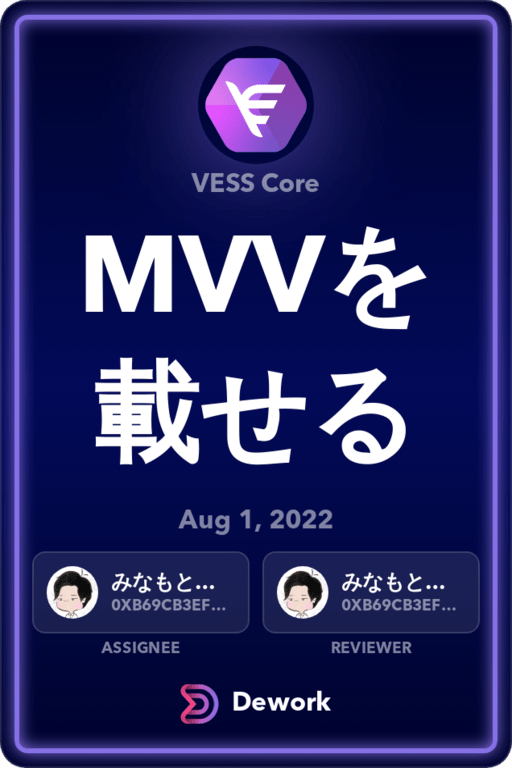 VESS Core
MVVを
載せる
Aug 1, 2022
みなもと...
0XB69CB3EF...
ASSIGNEE
みなもと...
0XB69CB3EF...
REVIEWER
Dework